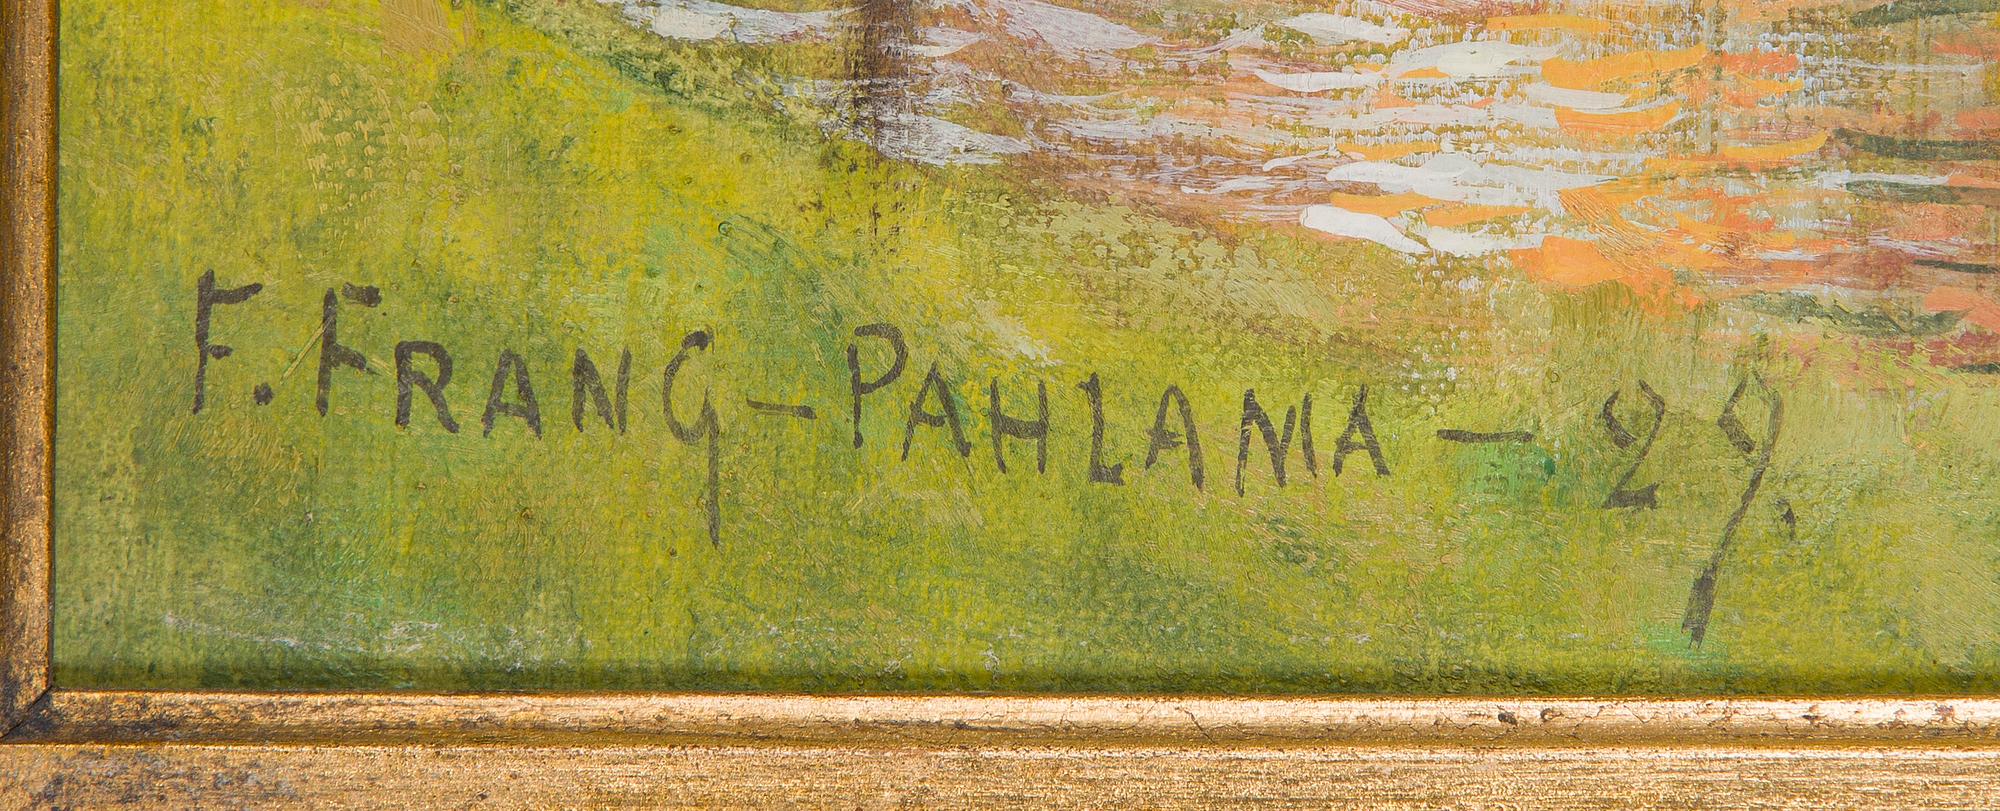 F. FRANG-PAHLAMA - 29.